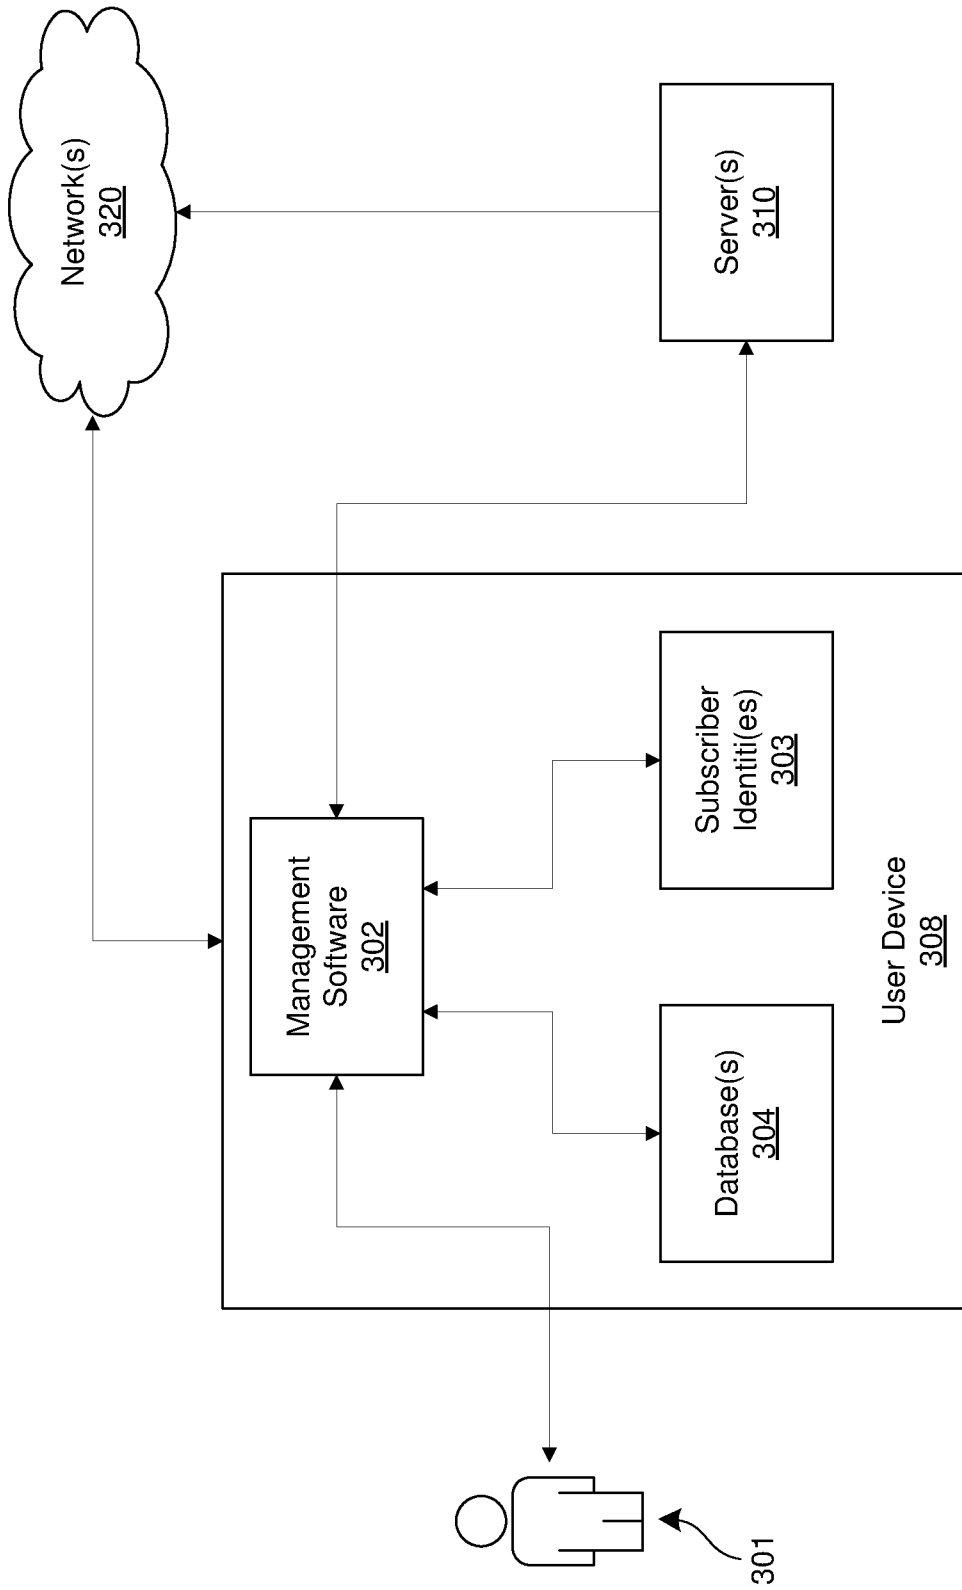 Network(s)
320
Server(s)
310
Management
Software
302
Subscriber
Identiti(es)
303
Database(s)
304
User Device
308
301